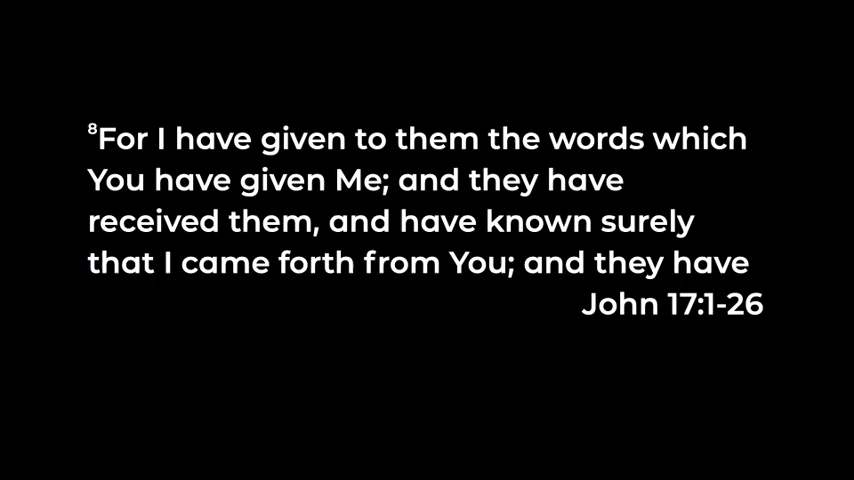 ⁸For I have given to them the words which
You have given Me; and they have
received them, and have known surely
that I came forth from You; and they have
John 17:1-26